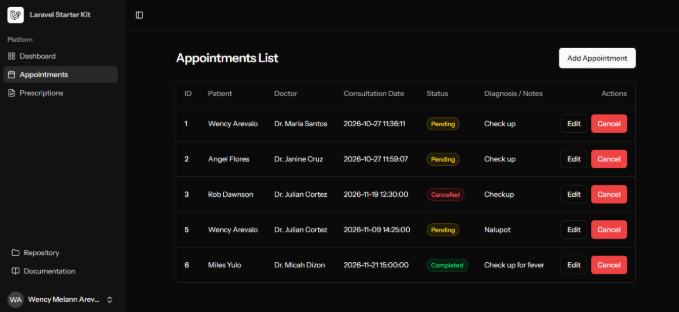 Laravel Starter Kit
Platform
Dashboard
Appointments
Prescriptions
Repository
Documentation
WA Wency Melann Arev...
Appointments List
Add Appointment
ID Patient Doctor Consultation Date Status Diagnosis / Notes Actions
1 Wency Arevalo Dr. Maria Santos 2026-10-27 11:36:11 Pending Check up Edit Cancel
2 Angel Flores Dr. Janine Cruz 2026-10-27 11:59:07 Pending Check up Edit Cancel
3 Rob Dawnson Dr. Julian Cortez 2026-11-19 12:30:00 Cancelled Checkup Edit Cancel
5 Wency Arevalo Dr. Julian Cortez 2026-11-09 14:25:00 Pending Nalupot Edit Cancel
6 Miles Yulo Dr. Micah Dizon 2026-11-21 15:00:00 Completed Check up for fever Edit Cancel